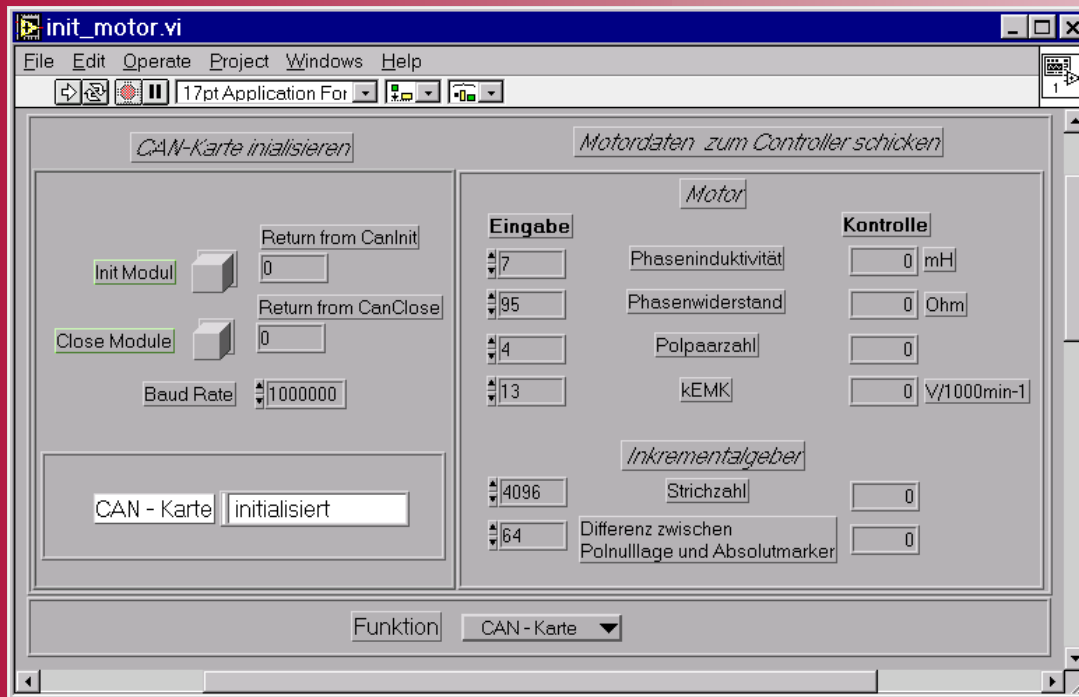 init_motor.vi
File Edit Operate Project Windows Help
17pt Application For
1
CAN-Karte inialisieren
Motordaten zum Controller schicken
Motor
Eingabe
Kontrolle
Return from CanInit
Init Modul
0
7
Phaseninduktivität
0
mH
Return from CanClose
95
Phasenwiderstand
0
Ohm
Close Module
0
4
Polpaarzahl
0
Baud Rate
1000000
13
kEMK
0
V/1000min-1
Inkrementalgeber
4096
Strichzahl
0
CAN - Karte
initialisiert
64
Differenz zwischen
Polnulllage und Absolutmarker
0
Funktion
CAN - Karte